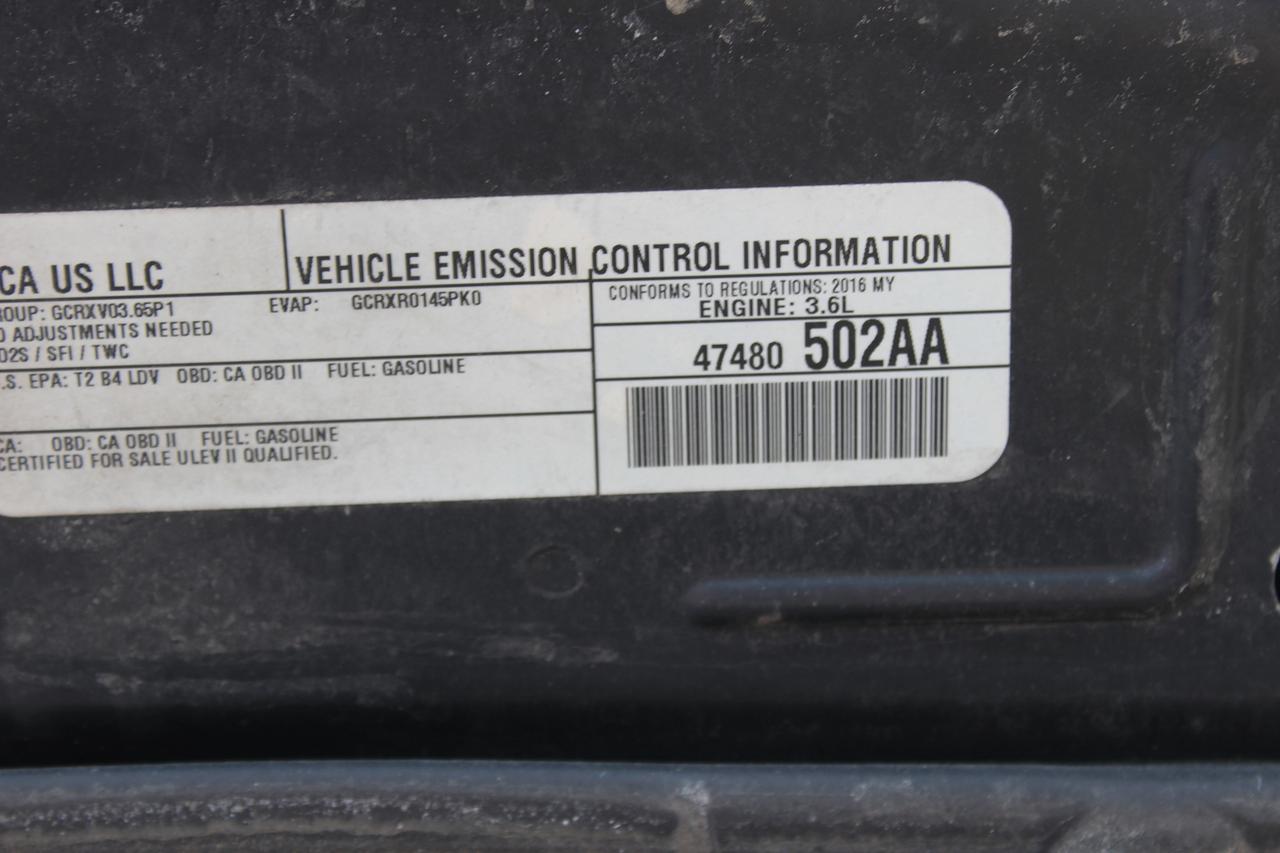 CA US LLC
VEHICLE EMISSION CONTROL INFORMATION
ROUP: GCRXV03.65P1 EVAP: GCRXR0145PK0
O ADJUSTMENTS NEEDED
O2S / SFI / TWC
.S. EPA: T2 B4 LDV OBD: CA OBD II FUEL: GASOLINE
CA: OBD: CA OBD II FUEL: GASOLINE
CERTIFIED FOR SALE ULEV II QUALIFIED.
CONFORMS TO REGULATIONS: 2016 MY
ENGINE: 3.6L
47480 502AA